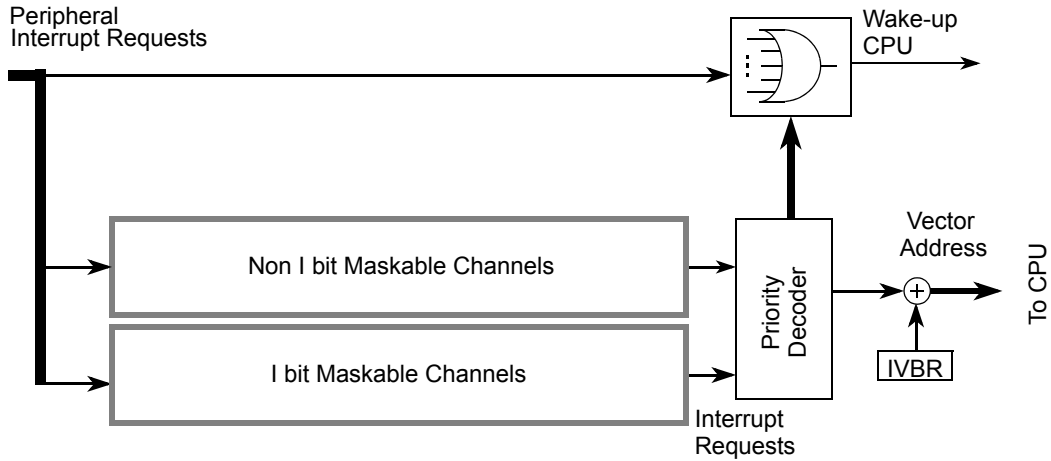 Peripheral
Interrupt Requests
Wake-up
CPU
Non I bit Maskable Channels
I bit Maskable Channels
Priority
Decoder
Interrupt
Requests
Vector
Address
IVBR
To CPU